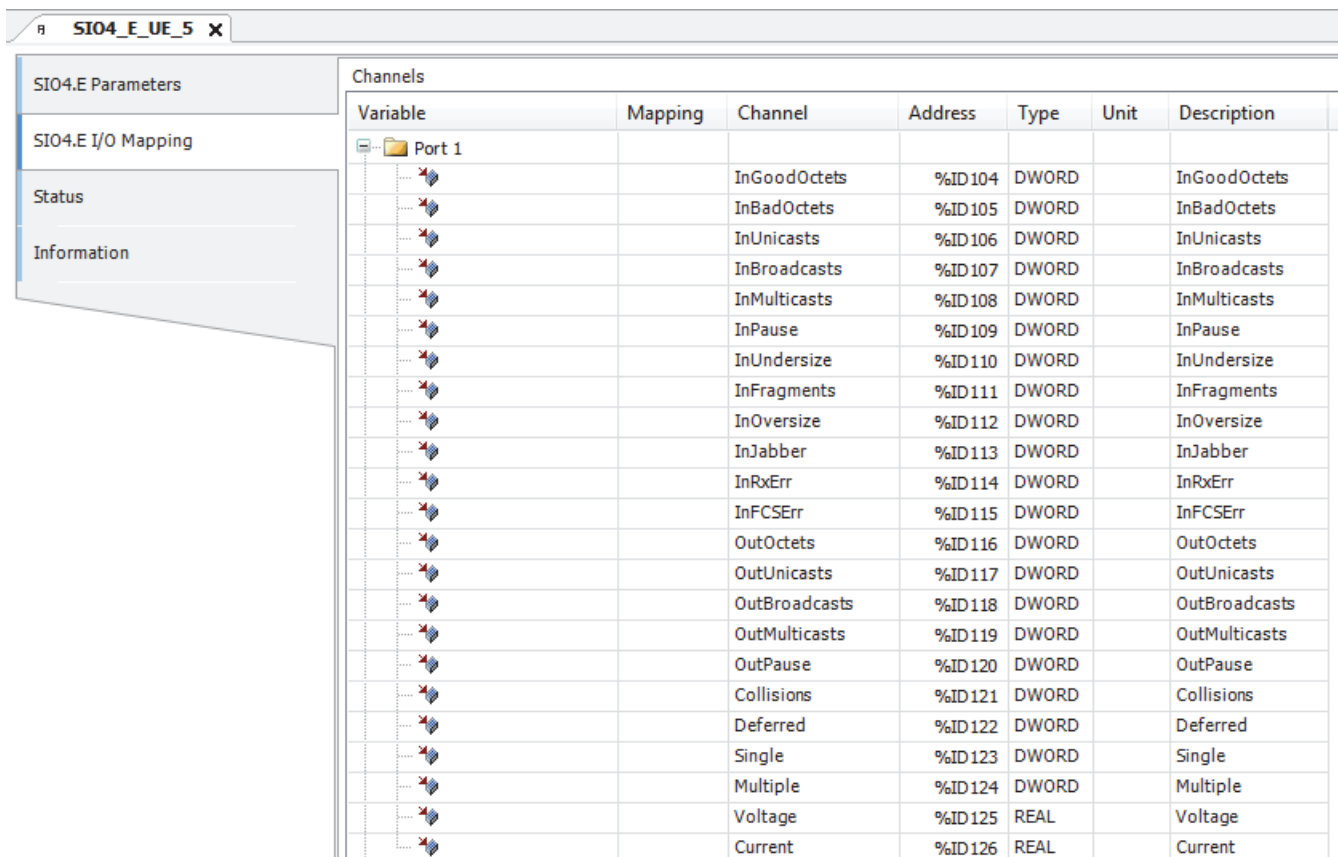 SIO4_E_UE_5 X
SIO4.E Parameters
SIO4.E I/O Mapping
Status
Information
Channels
Variable Mapping Channel Address Type Unit Description
Port 1
InGoodOctets %ID104 DWORD InGoodOctets
InBadOctets %ID105 DWORD InBadOctets
InUnicasts %ID106 DWORD InUnicasts
InBroadcasts %ID107 DWORD InBroadcasts
InMulticasts %ID108 DWORD InMulticasts
InPause %ID109 DWORD InPause
InUndersize %ID110 DWORD InUndersize
InFragments %ID111 DWORD InFragments
InOversize %ID112 DWORD InOversize
InJabber %ID113 DWORD InJabber
InRxErr %ID114 DWORD InRxErr
InFCSErr %ID115 DWORD InFCSErr
OutOctets %ID116 DWORD OutOctets
OutUnicasts %ID117 DWORD OutUnicasts
OutBroadcasts %ID118 DWORD OutBroadcasts
OutMulticasts %ID119 DWORD OutMulticasts
OutPause %ID120 DWORD OutPause
Collisions %ID121 DWORD Collisions
Deferred %ID122 DWORD Deferred
Single %ID123 DWORD Single
Multiple %ID124 DWORD Multiple
Voltage %ID125 REAL Voltage
Current %ID126 REAL Current